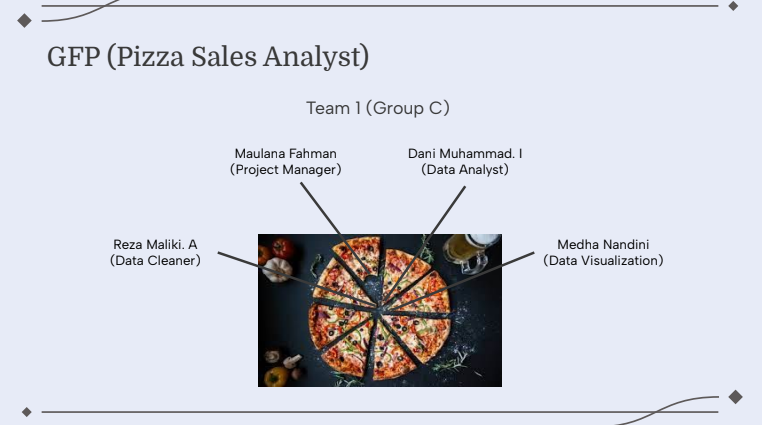 GFP (Pizza Sales Analyst)
Team 1 (Group C)
Maulana Fahman
(Project Manager)
Dani Muhammad. I
(Data Analyst)
Reza Maliki. A
(Data Cleaner)
Medha Nandini
(Data Visualization)